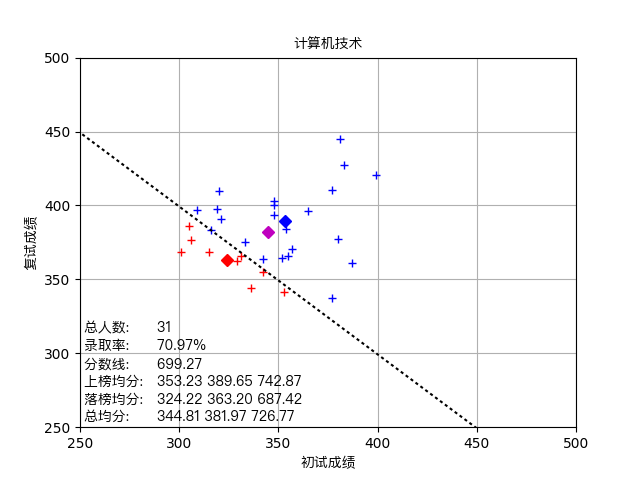 计算机技术
500
450
400
350
300
250
复试成绩
总人数: 31
录取率: 70.97%
分数线: 699.27
上榜均分: 353.23 389.65 742.87
落榜均分: 324.22 363.20 687.42
总均分: 344.81 381.97 726.77
250 300 350 400 450 500
初试成绩